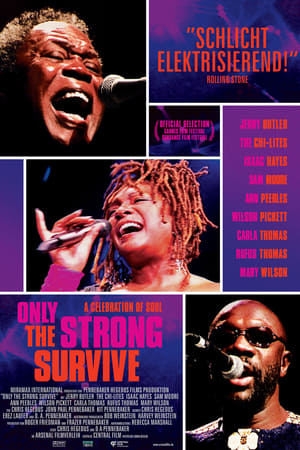 "SCHLICHT
ELEKTRISIEREND!"
ROLLING STONE
OFFICIAL SELECTION
CANNES FILM FESTIVAL
SUNDANCE FILM FESTIVAL
JERRY BUTLER
THE CHI-LITES
ISAAC HAYES
SAM MOORE
ANN PEEBLES
WILSON PICKETT
CARLA THOMAS
RUFUS THOMAS
MARY WILSON
A CELEBRATION OF SOUL
ONLY
THE STRONG
SURVIVE
MIRAMAX INTERNATIONAL PENNEBAKER HEGEDUS FILMS PRODUKTION
"ONLY THE STRONG SURVIVE" JERRY BUTLER THE CHI-LITES ISAAC HAYES SAM MOORE
ANN PEEBLES WILSON PICKETT CARLA THOMAS RUFUS THOMAS MARY WILSON
CHRIS HEGEDUS JOHN PAUL PENNEBAKER KIT PENNEBAKER CHRIS HEGEDUS
EREZ LAUFER D. A. PENNEBAKER BOB WEINSTEIN HARVEY WEINSTEIN
ROGER FRIEDMAN FRAZER PENNEBAKER REBECCA MARSHALL
CHRIS HEGEDUS D A PENNEBAKER
ARSENAL FILMVERLEIH CENTRAL FILM